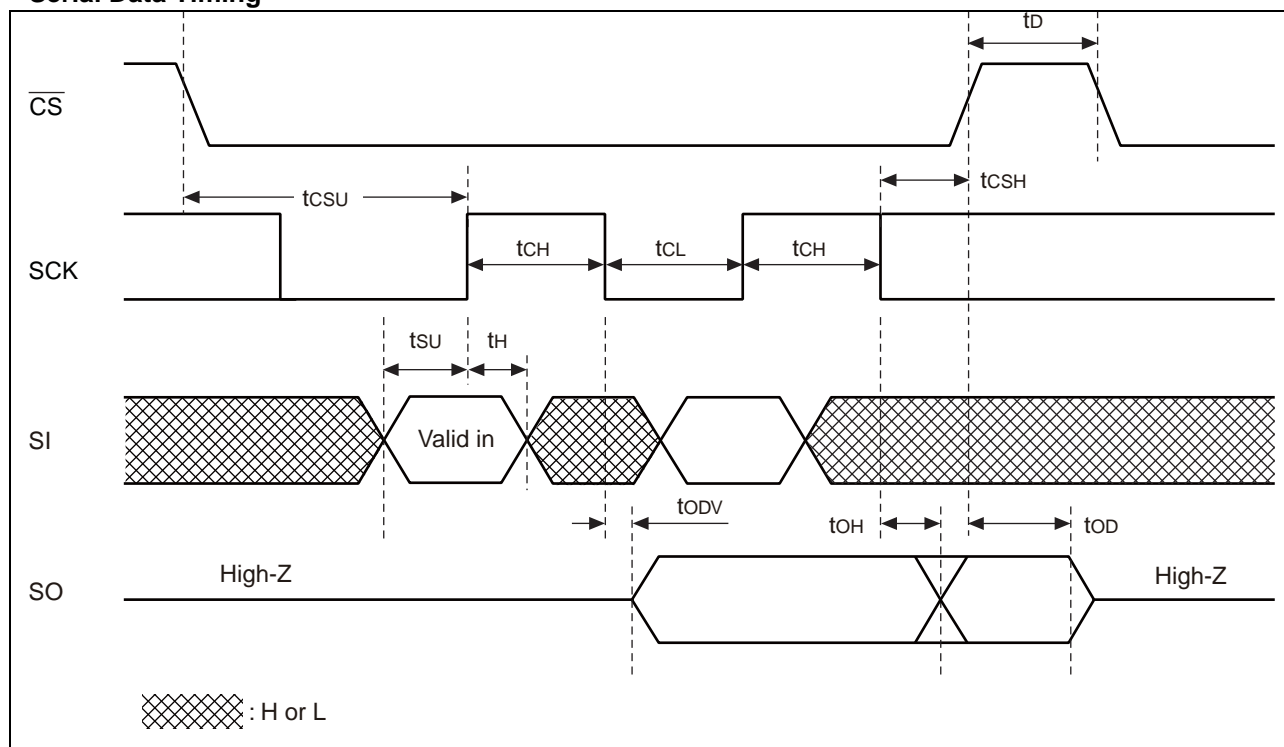 Serial Data Timing
tD
CS
tCSU
tCSH
SCK
tCH
tCL
tCH
tSU
tH
SI
Valid in
tODV
tOH
tOD
SO
High-Z
High-Z
: H or L